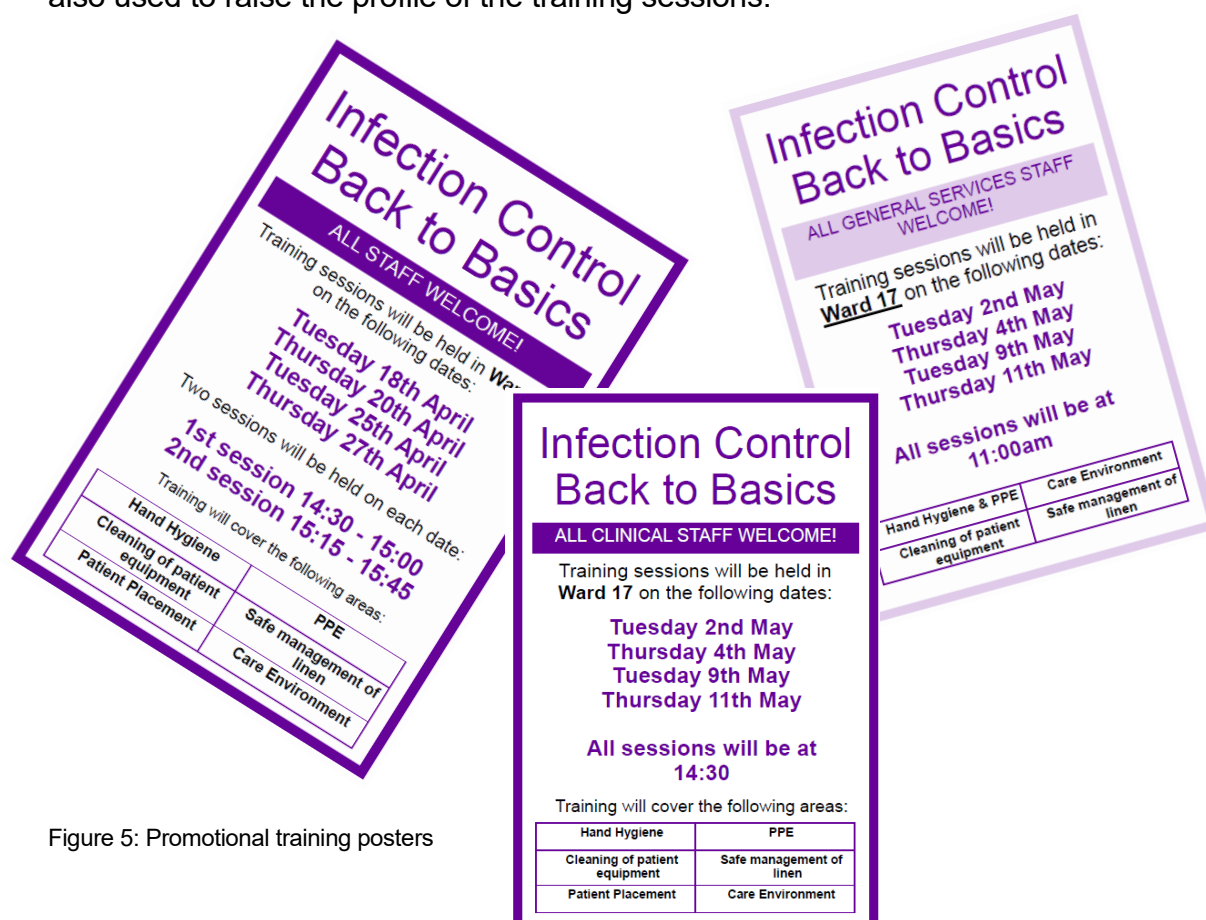 also used to raise the profile of the training sessions.
Infection Control
Back to Basics
ALL STAFF WELCOME!
Training sessions will be held in
on the following dates:
Tuesday 18th April
Thursday 20th April
Tuesday 25th April
Thursday 27th April
Two sessions will be held on each date:
1st session 14:30 - 15:00
2nd session 15:15 - 15:45
Training will cover the following areas:
Hand Hygiene
PPE
Cleaning of patient
equipment
Safe management of
linen
Patient Placement
Care Environment
Infection Control
Back to Basics
ALL GENERAL SERVICES STAFF
WELCOME!
Training sessions will be held in
Ward 17 on the following dates:
Tuesday 2nd May
Thursday 4th May
Tuesday 9th May
Thursday 11th May
All sessions will be at
11:00am
Hand Hygiene & PPE
Care Environment
Cleaning of patient
equipment
Safe management of
linen
Infection Control
Back to Basics
ALL CLINICAL STAFF WELCOME!
Training sessions will be held in
Ward 17 on the following dates:
Tuesday 2nd May
Thursday 4th May
Tuesday 9th May
Thursday 11th May
All sessions will be at
14:30
Training will cover the following areas:
Hand Hygiene
PPE
Cleaning of patient
equipment
Safe management of
linen
Patient Placement
Care Environment
Figure 5: Promotional training posters